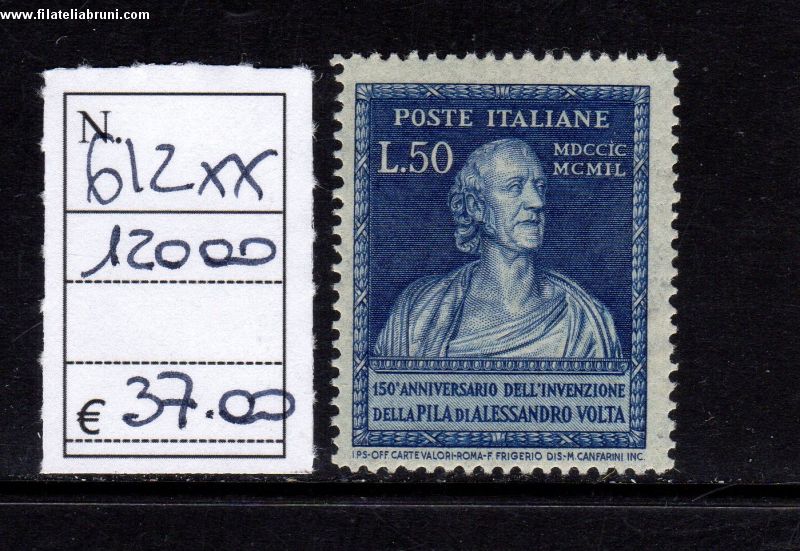 www.filateliabruni.com
N.
612xx
12000
€ 37.00
POSTE ITALIANE
L.50
MDCCIC
MCMIL
150° ANNIVERSARIO DELL'INVENZIONE
DELLA PILA DI ALESSANDRO VOLTA
I.P.S-OFF. CARTE VALORI-ROMA-F. FRIGERIO DIS.-M. CANFARINI INC.